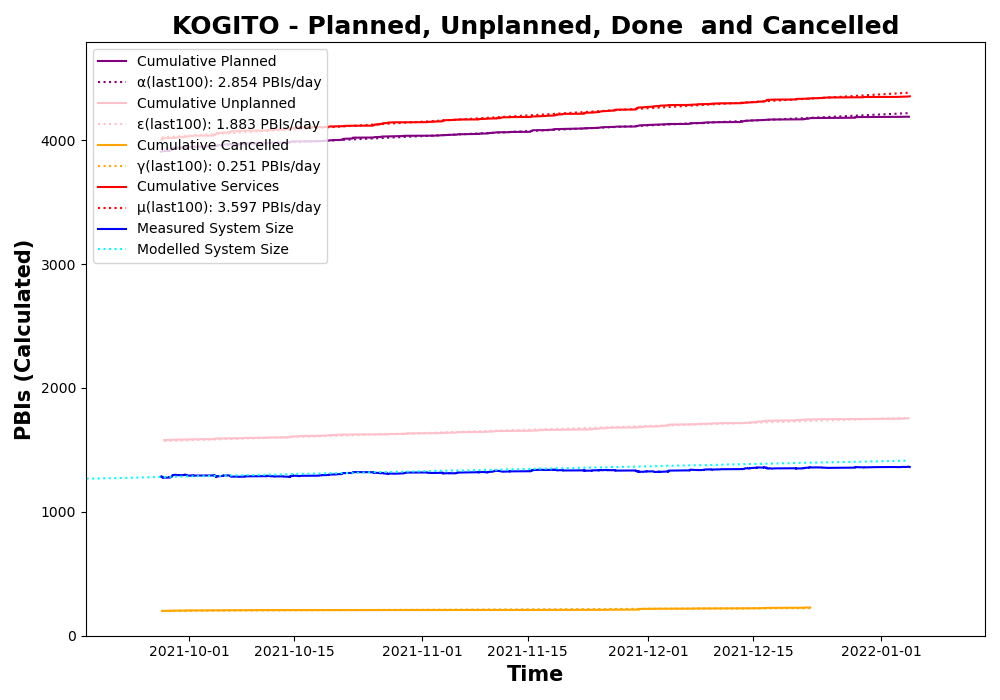 KOGITO - Planned, Unplanned, Done  and Cancelled
Cumulative Planned
α(last100): 2.854 PBIs/day
Cumulative Unplanned
ε(last100): 1.883 PBIs/day
Cumulative Cancelled
γ(last100): 0.251 PBIs/day
Cumulative Services
μ(last100): 3.597 PBIs/day
Measured System Size
Modelled System Size
PBIs (Calculated)
4000
3000
2000
1000
0
2021-10-01
2021-10-15
2021-11-01
2021-11-15
2021-12-01
2021-12-15
2022-01-01
Time